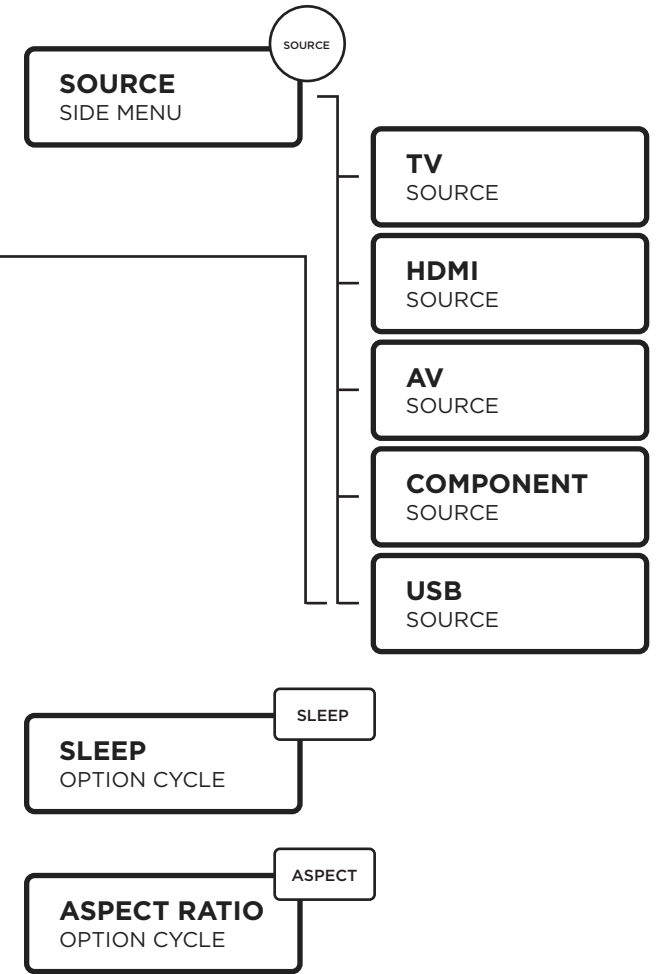 SOURCE
SOURCE
SIDE MENU
TV
SOURCE
HDMI
SOURCE
AV
SOURCE
COMPONENT
SOURCE
USB
SOURCE
SLEEP
SLEEP
OPTION CYCLE
ASPECT
ASPECT RATIO
OPTION CYCLE